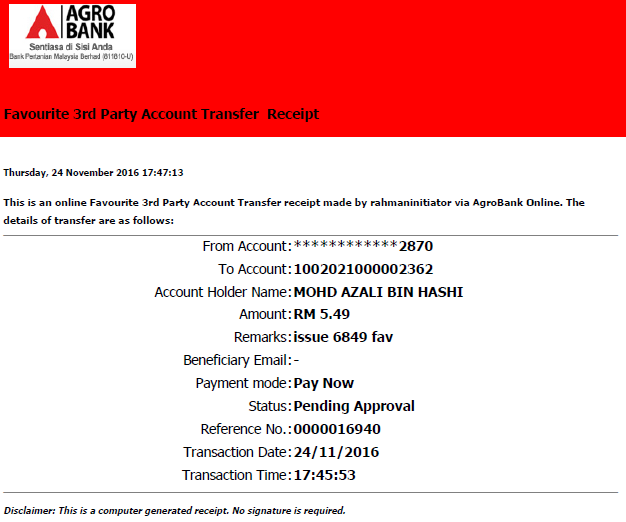 AGRO
BANK
Sentiasa di Sisi Anda
Bank Pertanian Malaysia Berhad (811810-U)
Favourite 3rd Party Account Transfer Receipt
Thursday, 24 November 2016 17:47:13
This is an online Favourite 3rd Party Account Transfer receipt made by rahmaninitiator via AgroBank Online. The
details of transfer are as follows:
From Account:************2870
To Account:1002021000002362
Account Holder Name:MOHD AZALI BIN HASHI
Amount:RM 5.49
Remarks:issue 6849 fav
Beneficiary Email:-
Payment mode:Pay Now
Status:Pending Approval
Reference No.:0000016940
Transaction Date:24/11/2016
Transaction Time:17:45:53
Disclaimer: This is a computer generated receipt. No signature is required.